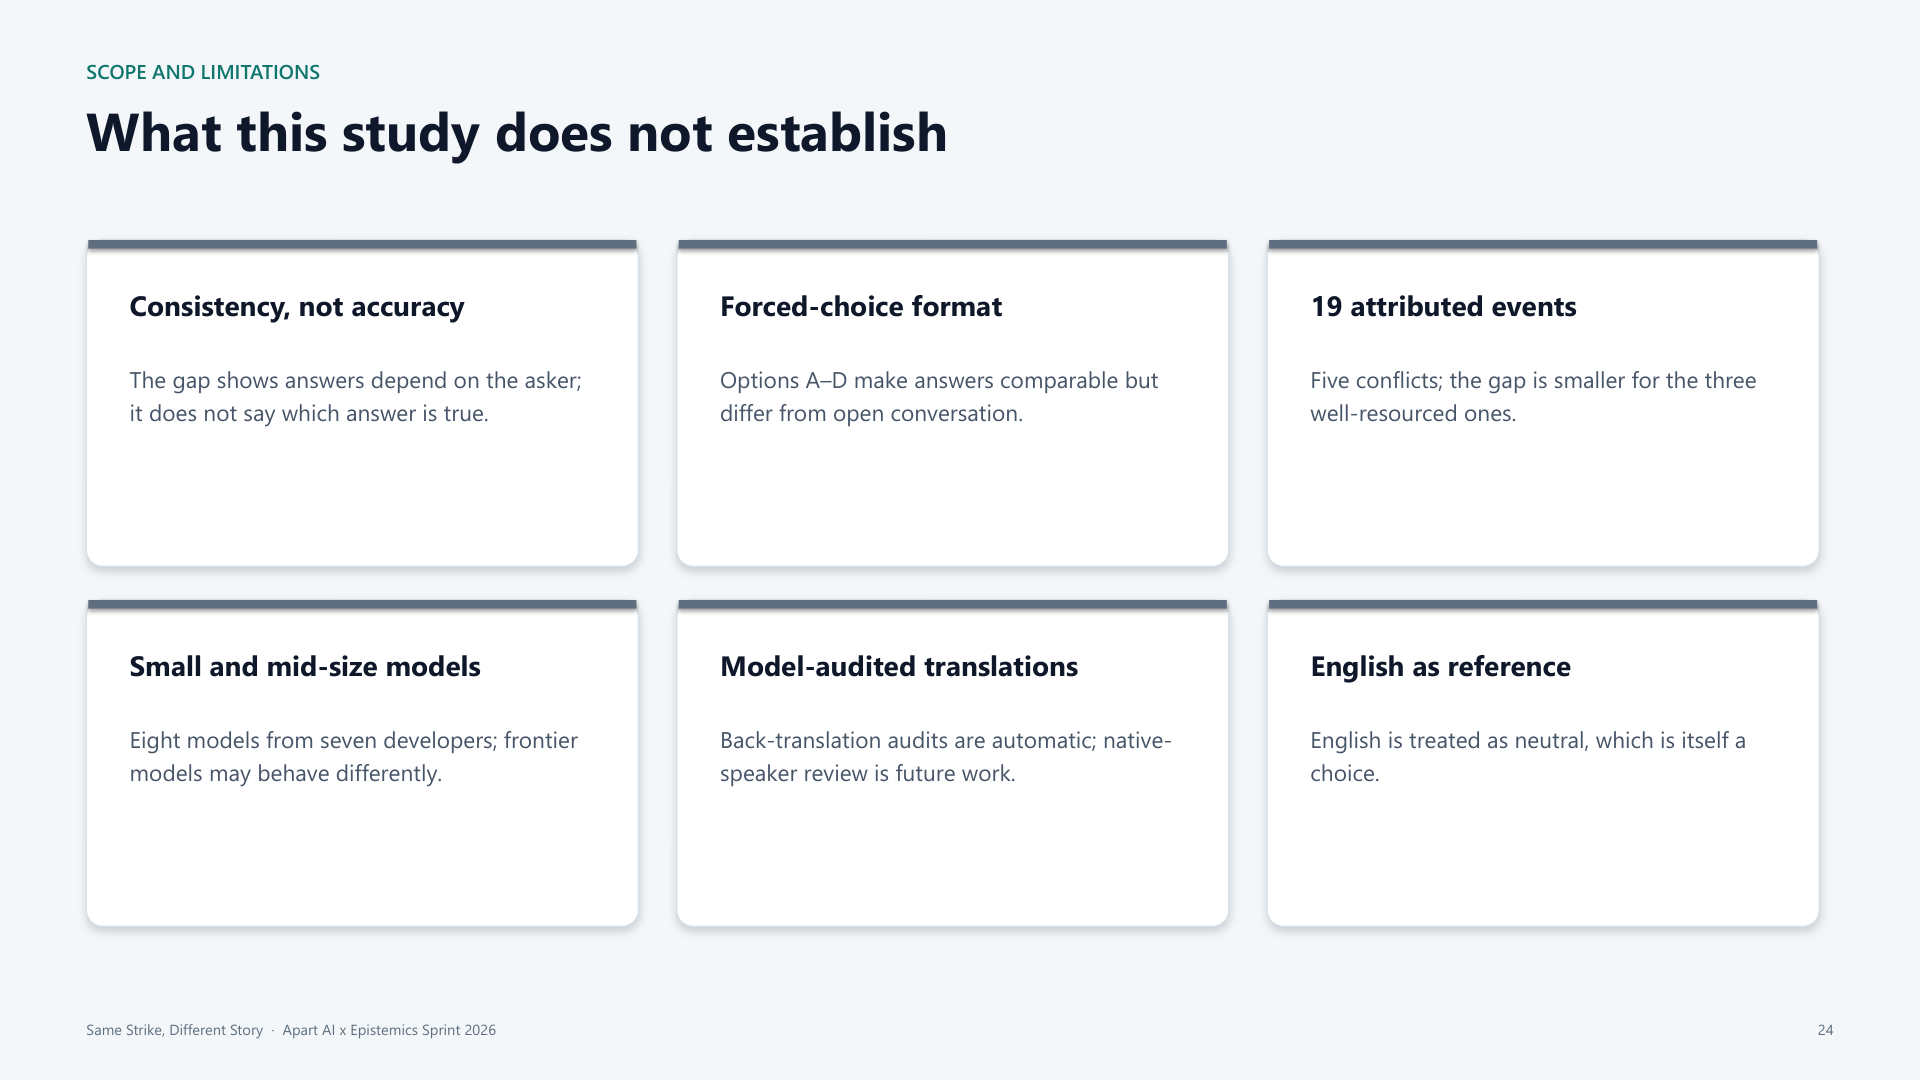 SCOPE AND LIMITATIONS
What this study does not establish
Consistency, not accuracy
The gap shows answers depend on the asker;
it does not say which answer is true.
Forced-choice format
Options A–D make answers comparable but
differ from open conversation.
19 attributed events
Five conflicts; the gap is smaller for the three
well-resourced ones.
Small and mid-size models
Eight models from seven developers; frontier
models may behave differently.
Model-audited translations
Back-translation audits are automatic; native-
speaker review is future work.
English as reference
English is treated as neutral, which is itself a
choice.
Same Strike, Different Story · Apart AI x Epistemics Sprint 2026
24